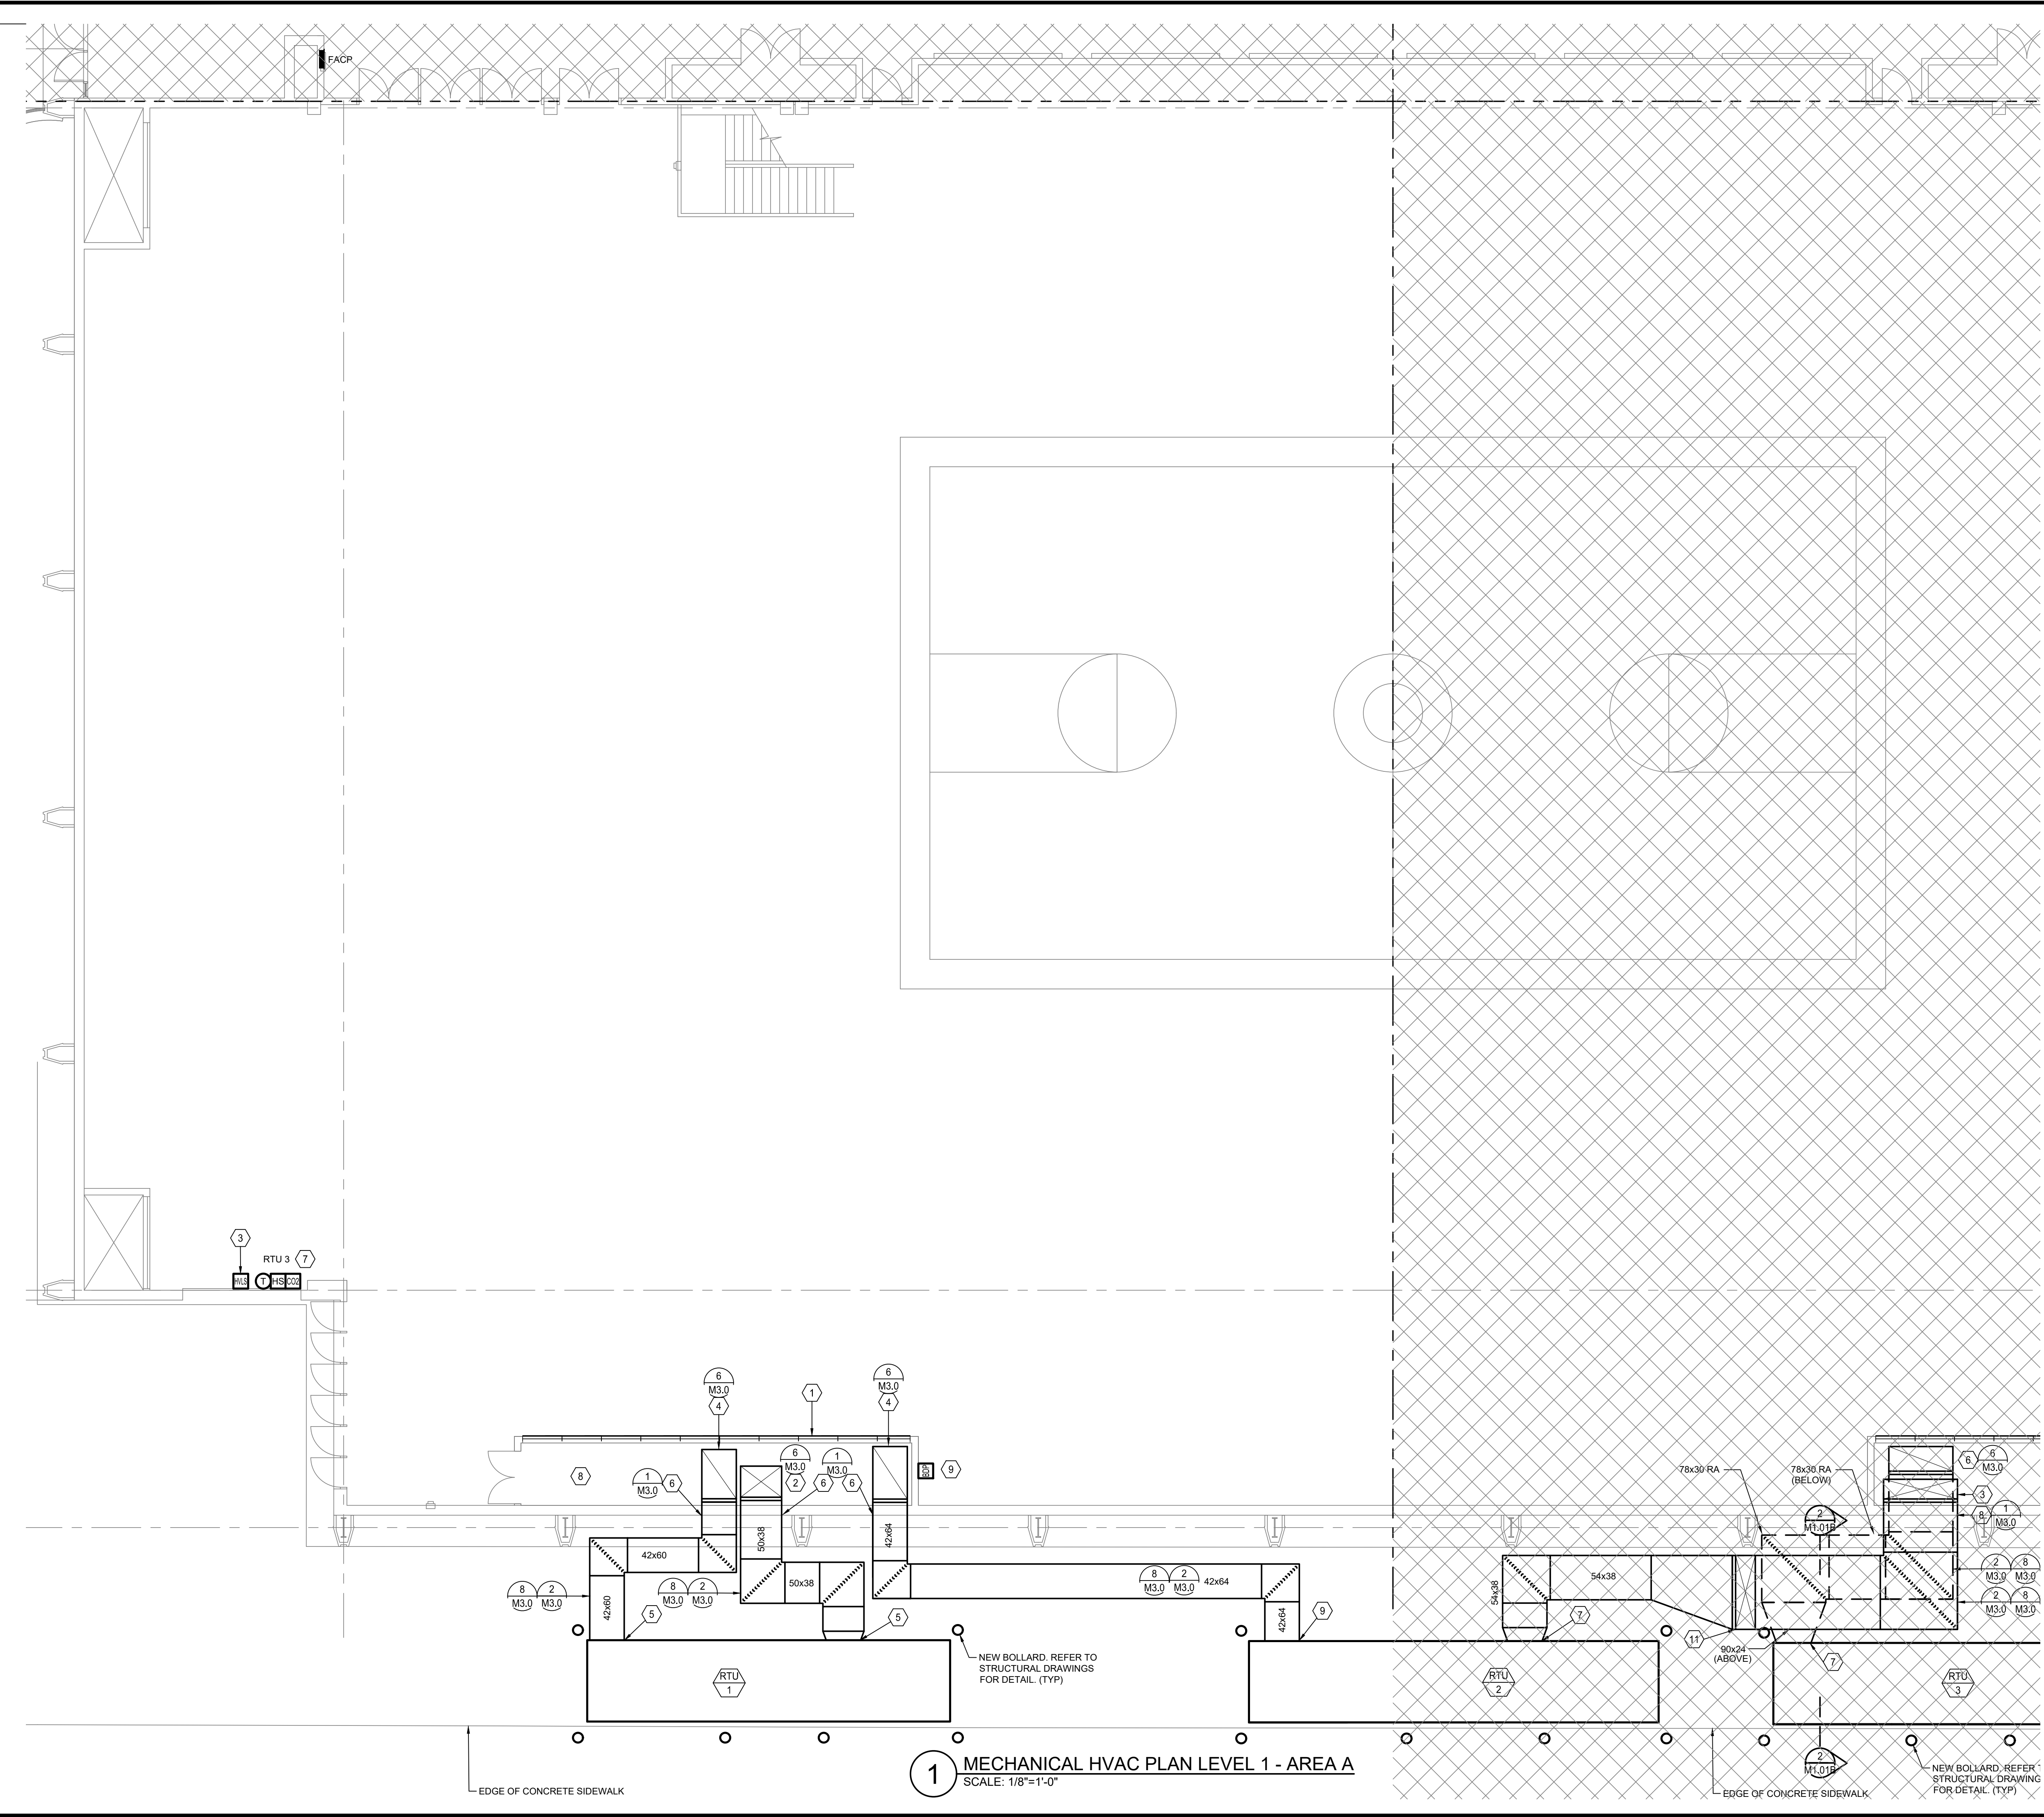 FACP
3
RTU 3
7
HVLS
T
HS
CO2
6
M3.0
4
1
6
M3.0
4
8
1
M3.0
6
6
M3.0
2
1
M3.0
6
6
9
50x38
42x64
42x60
50x38
8
M3.0
2
M3.0
42x60
8
M3.0
2
M3.0
5
5
8
M3.0
2
M3.0
42x64
42x64
9
NEW BOLLARD. REFER TO
STRUCTURAL DRAWINGS
FOR DETAIL. (TYP)
RTU
1
RTU
2
RTU
3
78x30 RA
78x30 RA
(BELOW)
6
6
M3.0
3
8
1
M3.0
2
M1.01B
54x38
54x38
2
M3.0
8
M3.0
2
M3.0
8
M3.0
7
11
90x24
(ABOVE)
7
2
M1.01B
EDGE OF CONCRETE SIDEWALK
1
MECHANICAL HVAC PLAN LEVEL 1 - AREA A
SCALE: 1/8"=1'-0"
EDGE OF CONCRETE SIDEWALK
NEW BOLLARD. REFER
STRUCTURAL DRAWING
FOR DETAIL. (TYP)